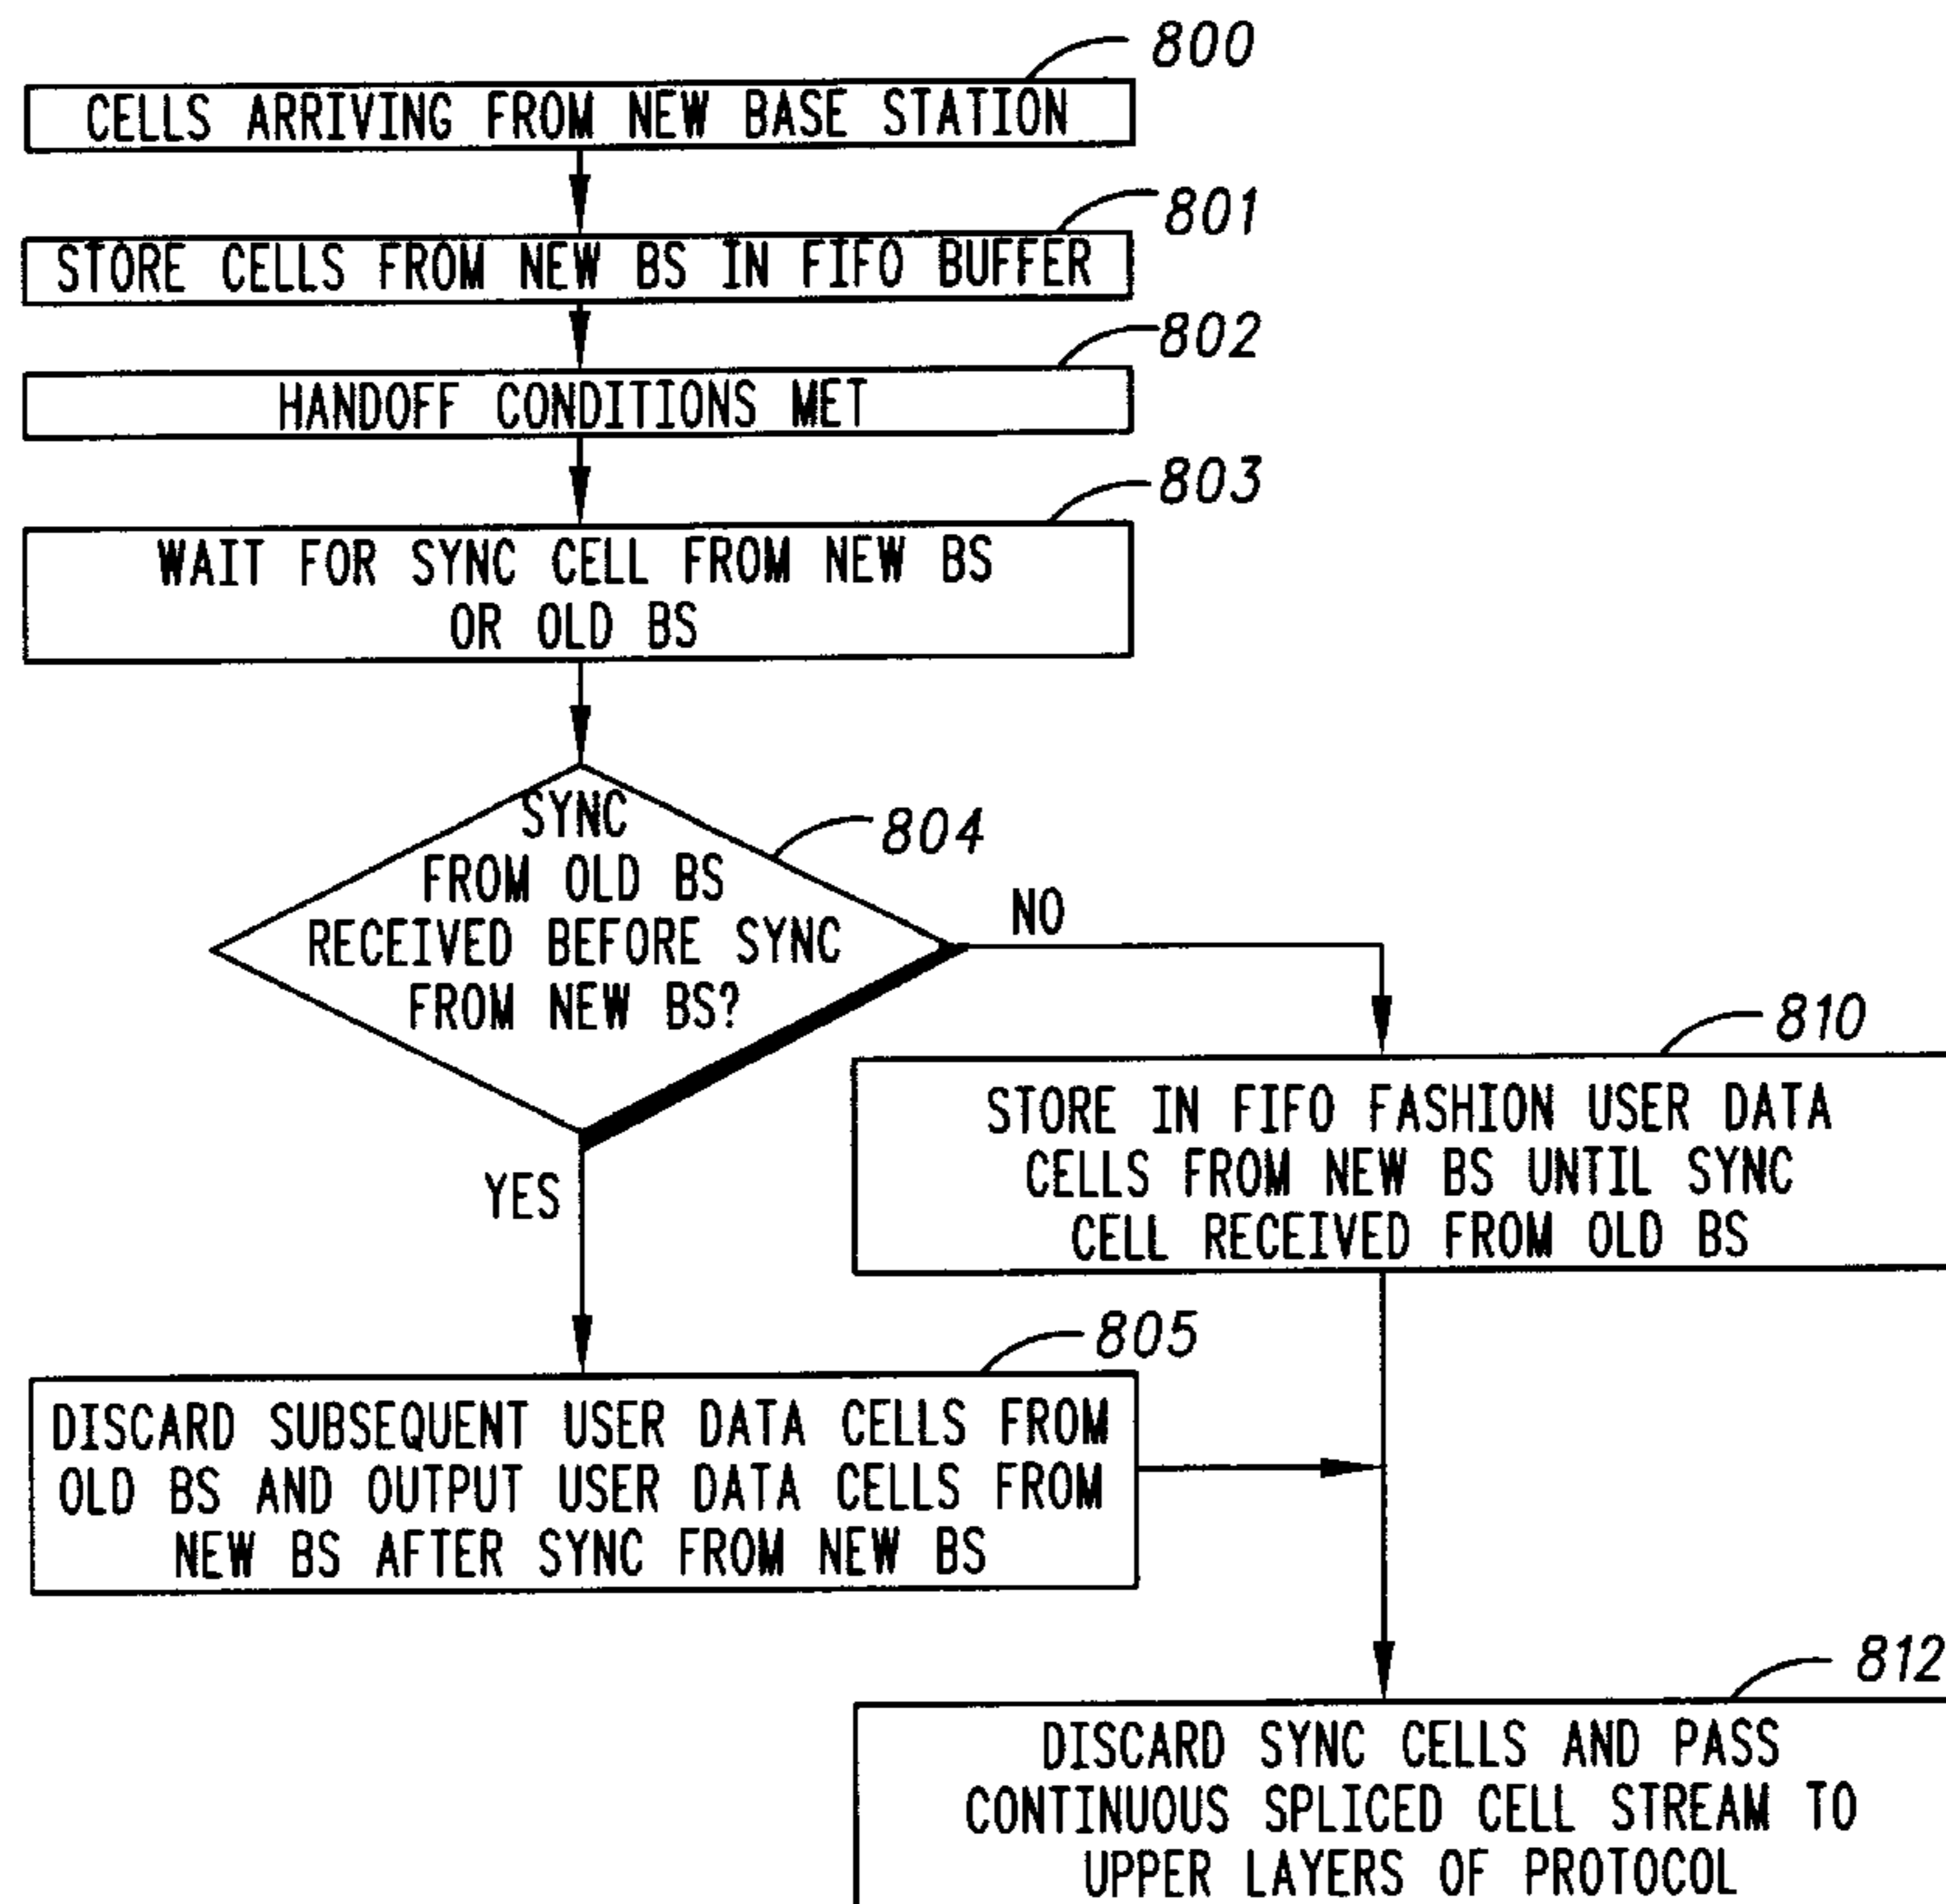 800
CELLS ARRIVING FROM NEW BASE STATION
801
STORE CELLS FROM NEW BS IN FIFO BUFFER
802
HANDOFF CONDITIONS MET
803
WAIT FOR SYNC CELL FROM NEW BS
OR OLD BS
804
SYNC
FROM OLD BS
RECEIVED BEFORE SYNC
FROM NEW BS?
NO
YES
810
STORE IN FIFO FASHION USER DATA
CELLS FROM NEW BS UNTIL SYNC
CELL RECEIVED FROM OLD BS
805
DISCARD SUBSEQUENT USER DATA CELLS FROM
OLD BS AND OUTPUT USER DATA CELLS FROM
NEW BS AFTER SYNC FROM NEW BS
812
DISCARD SYNC CELLS AND PASS
CONTINUOUS SPLICED CELL STREAM TO
UPPER LAYERS OF PROTOCOL